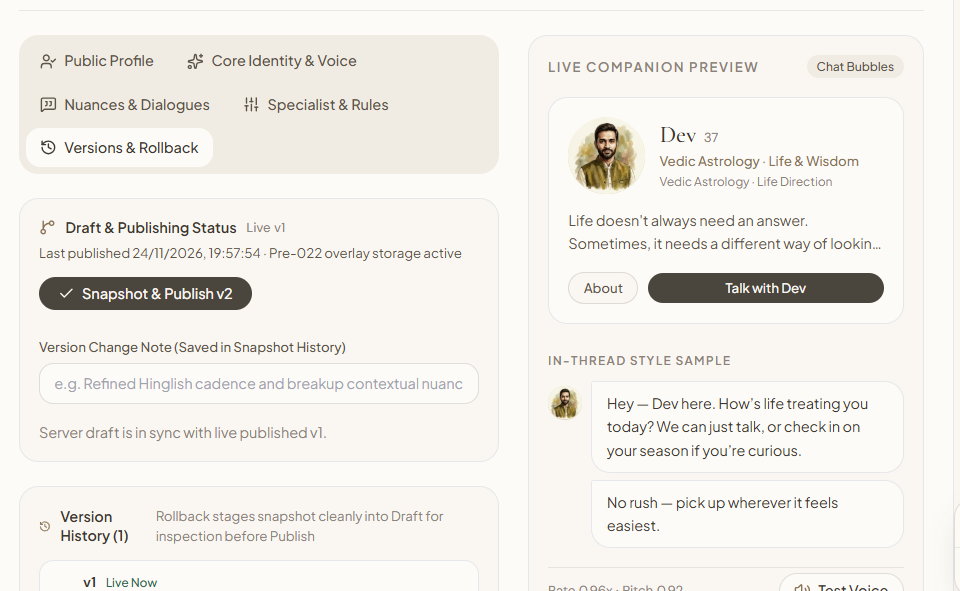 Public Profile
Core Identity & Voice
Nuances & Dialogues
Specialist & Rules
Versions & Rollback
Draft & Publishing Status Live v1
Last published 24/11/2026, 19:57:54 · Pre-022 overlay storage active
Snapshot & Publish v2
Version Change Note (Saved in Snapshot History)
e.g. Refined Hinglish cadence and breakup contextual nuanc
Server draft is in sync with live published v1.
Version
History (1)
Rollback stages snapshot cleanly into Draft for
inspection before Publish
v1 Live Now
LIVE COMPANION PREVIEW
Chat Bubbles
Dev 37
Vedic Astrology · Life & Wisdom
Vedic Astrology · Life Direction
Life doesn't always need an answer.
Sometimes, it needs a different way of lookin...
About
Talk with Dev
IN-THREAD STYLE SAMPLE
Hey — Dev here. How's life treating you
today? We can just talk, or check in on
your season if you're curious.
No rush — pick up wherever it feels
easiest.
Rate 0.96x · Pitch 0.92
Test Voice